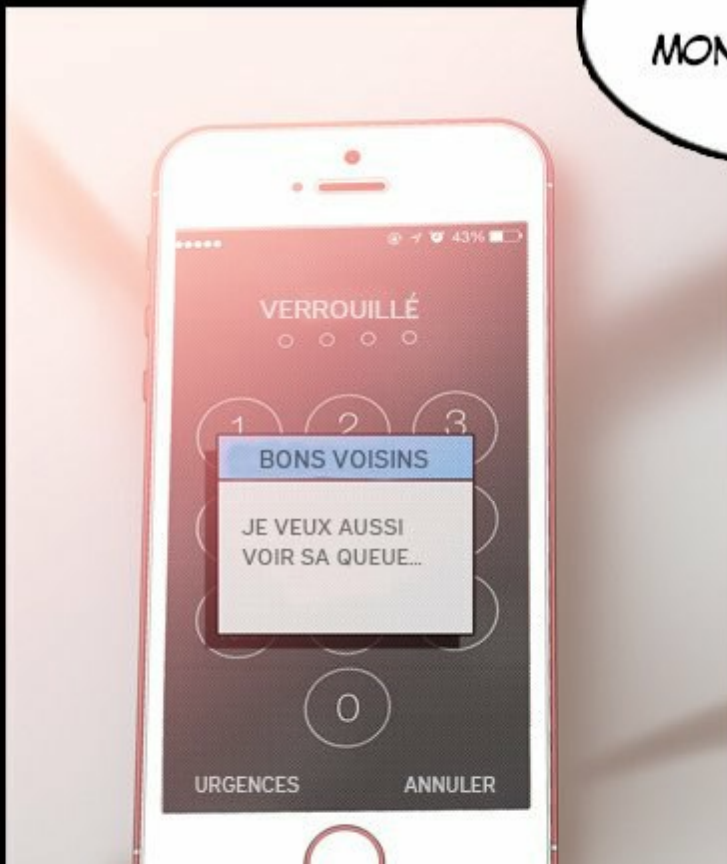 MON
43%
VERROUILLÉ
1 2 3
BONS VOISINS
JE VEUX AUSSI
VOIR SA QUEUE...
0
URGENCES ANNULER